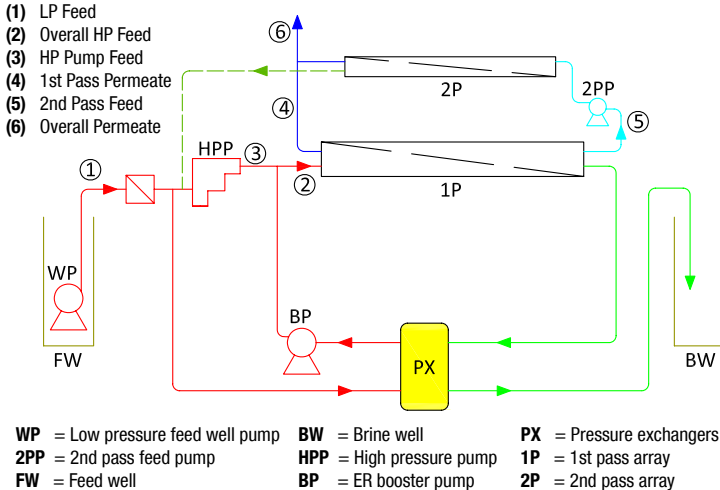 (1) LP Feed
(2) Overall HP Feed
(3) HP Pump Feed
(4) 1st Pass Permeate
(5) 2nd Pass Feed
(6) Overall Permeate
⑥
2P
2PP
⑤
④
HPP
③
①
②
1P
WP
FW
BP
PX
BW
WP = Low pressure feed well pump
2PP = 2nd pass feed pump
FW = Feed well
BW = Brine well
HPP = High pressure pump
BP = ER booster pump
PX = Pressure exchangers
1P = 1st pass array
2P = 2nd pass array